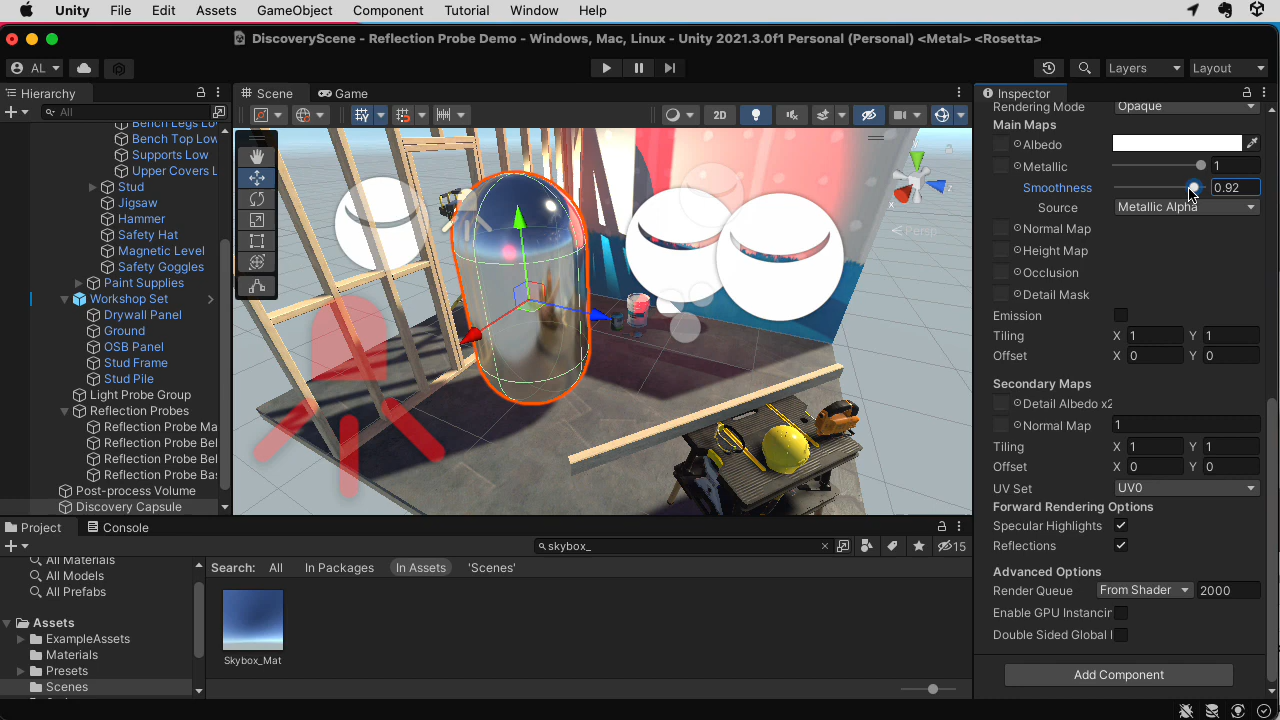 Unity File Edit Assets GameObject Component Tutorial Window Help
DiscoveryScene - Reflection Probe Demo - Windows, Mac, Linux - Unity 2021.3.0f1 Personal (Personal) <Metal> <Rosetta>
AL Layers Layout
Hierarchy Scene Game Inspector
All 2D
Bench Legs Lo
Bench Top Low
Supports Low
Upper Covers L
Stud
Jigsaw
Hammer
Safety Hat
Magnetic Level
Safety Goggles
Paint Supplies
Workshop Set
Drywall Panel
Ground
OSB Panel
Stud Frame
Stud Pile
Light Probe Group
Reflection Probes
Reflection Probe Ma
Reflection Probe Bel
Reflection Probe Bel
Reflection Probe Bas
Post-process Volume
Discovery Capsule
x z
Persp
Rendering Mode Opaque
Main Maps
Albedo
Metallic 1
Smoothness 0.92
Source Metallic Alpha
Normal Map
Height Map
Occlusion
Detail Mask
Emission
Tiling X 1 Y 1
Offset X 0 Y 0
Secondary Maps
Detail Albedo x2
Normal Map 1
Tiling X 1 Y 1
Offset X 0 Y 0
UV Set UV0
Forward Rendering Options
Specular Highlights
Reflections
Advanced Options
Render Queue From Shader 2000
Enable GPU Instancin
Double Sided Global I
Add Component
Project Console
skybox_ 15
All Materials
All Models
All Prefabs
Assets
ExampleAssets
Materials
Presets
Scenes
Search: All In Packages In Assets 'Scenes'
Skybox_Mat